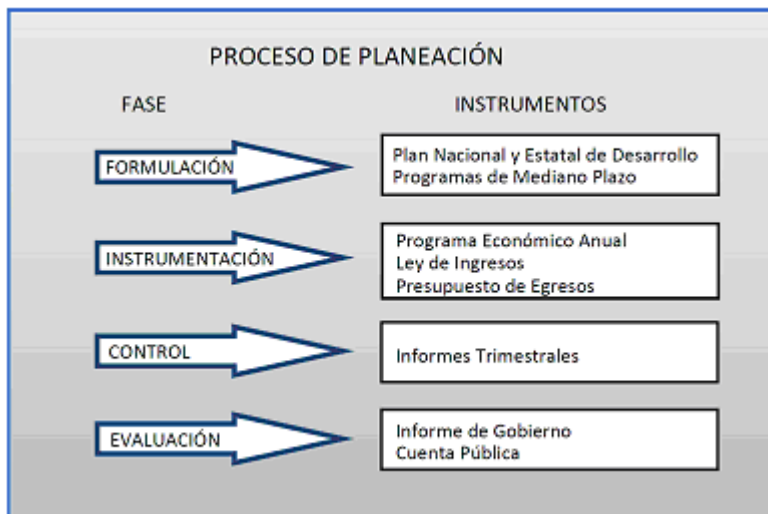 PROCESO DE PLANEACIÓN
FASE INSTRUMENTOS
FORMULACIÓN
Plan Nacional y Estatal de Desarrollo
Programas de Mediano Plazo
INSTRUMENTACIÓN
Programa Económico Anual
Ley de Ingresos
Presupuesto de Egresos
CONTROL
Informes Trimestrales
EVALUACIÓN
Informe de Gobierno
Cuenta Pública